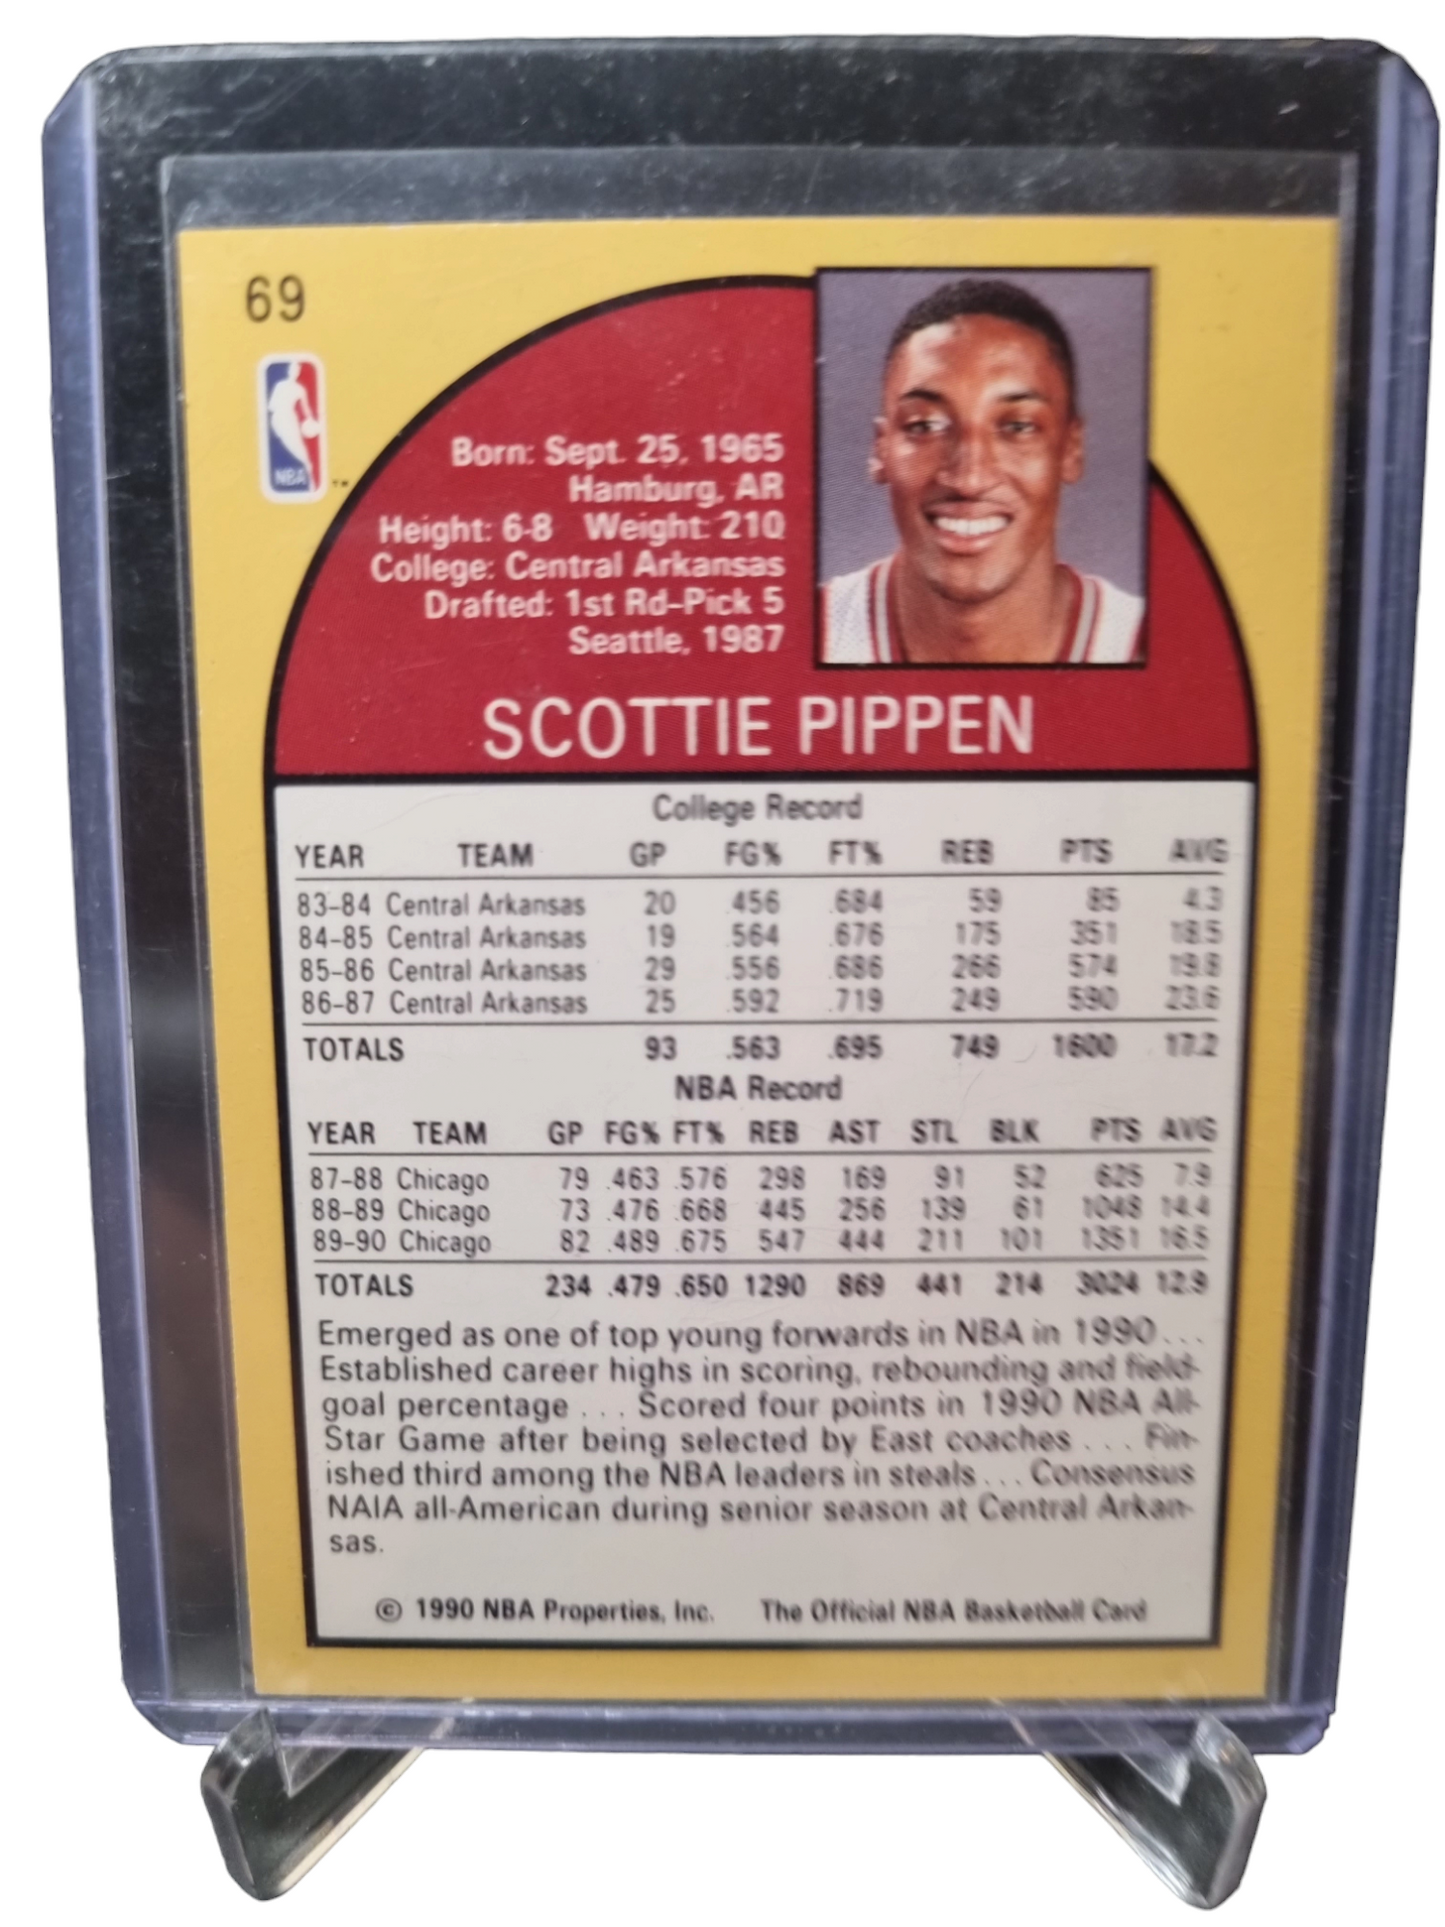 69
NBA
TM
Born: Sept. 25, 1965
Hamburg, AR
Height: 6-8 Weight: 210
College: Central Arkansas
Drafted: 1st Rd-Pick 5
Seattle, 1987
SCOTTIE PIPPEN
College Record
YEAR TEAM GP FG% FT% REB PTS AVG
83-84 Central Arkansas 20 .456 .684 59 85 4.3
84-85 Central Arkansas 19 .564 .676 175 351 18.5
85-86 Central Arkansas 29 .556 .686 266 574 19.8
86-87 Central Arkansas 25 .592 .719 249 590 23.6
TOTALS 93 .563 .695 749 1600 17.2
NBA Record
YEAR TEAM GP FG% FT% REB AST STL BLK PTS AVG
87-88 Chicago 79 .463 .576 298 169 91 52 625 7.9
88-89 Chicago 73 .476 .668 445 256 139 61 1048 14.4
89-90 Chicago 82 .489 .675 547 444 211 101 1351 16.5
TOTALS 234 .479 .650 1290 869 441 214 3024 12.9
Emerged as one of top young forwards in NBA in 1990 . . .
Established career highs in scoring, rebounding and field-
goal percentage . . . Scored four points in 1990 NBA All-
Star Game after being selected by East coaches . . . Fin-
ished third among the NBA leaders in steals . . . Consensus
NAIA all-American during senior season at Central Arkan-
sas.
© 1990 NBA Properties, Inc. The Official NBA Basketball Card